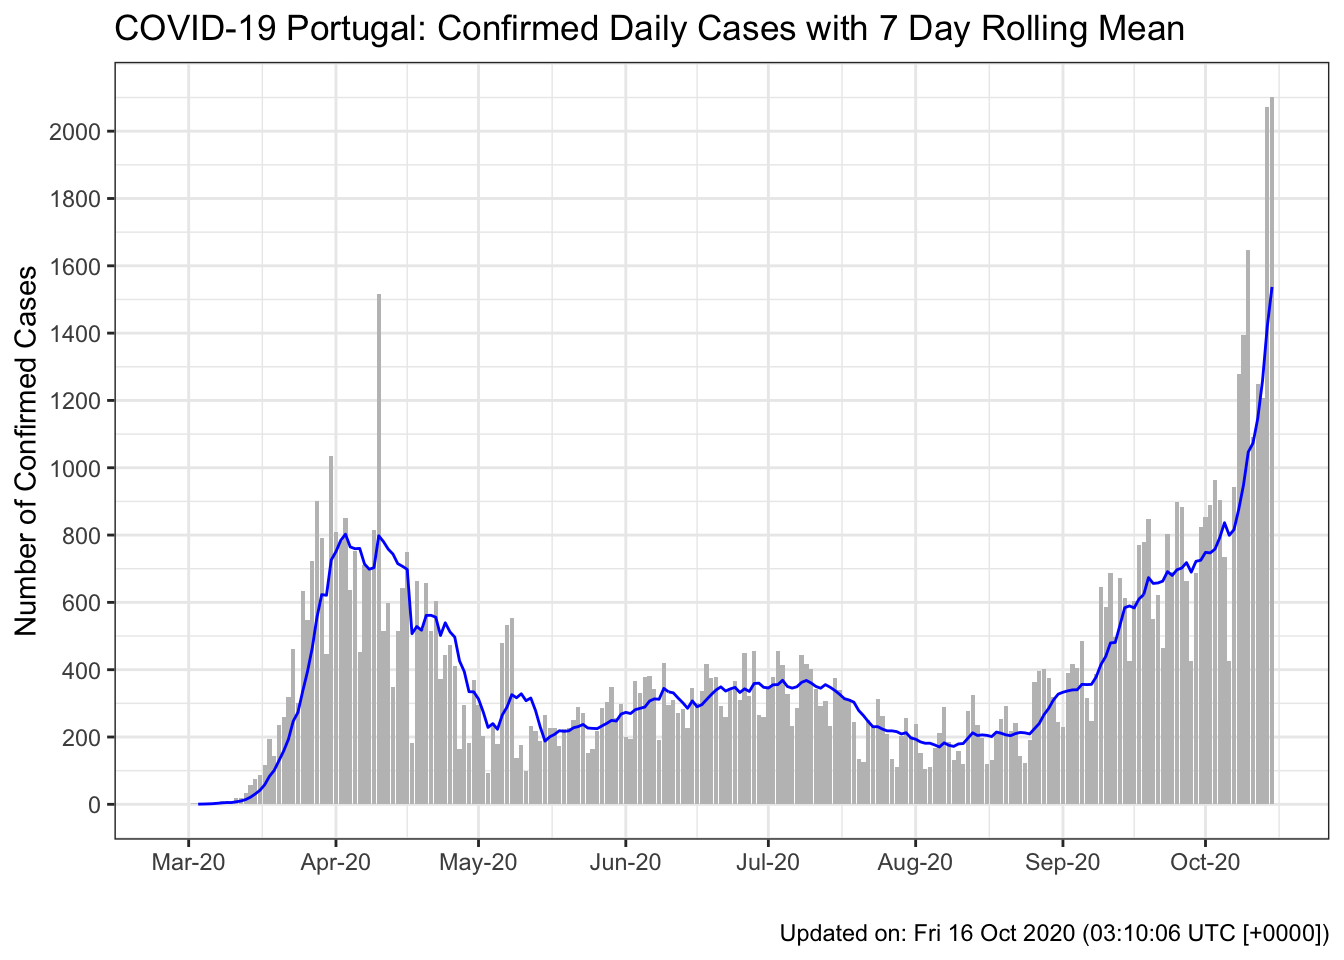 COVID-19 Portugal: Confirmed Daily Cases with 7 Day Rolling Mean
Number of Confirmed Cases
2000
1800
1600
1400
1200
1000
800
600
400
200
0
Mar-20 Apr-20 May-20 Jun-20 Jul-20 Aug-20 Sep-20 Oct-20
Updated on: Fri 16 Oct 2020 (03:10:06 UTC [+0000])